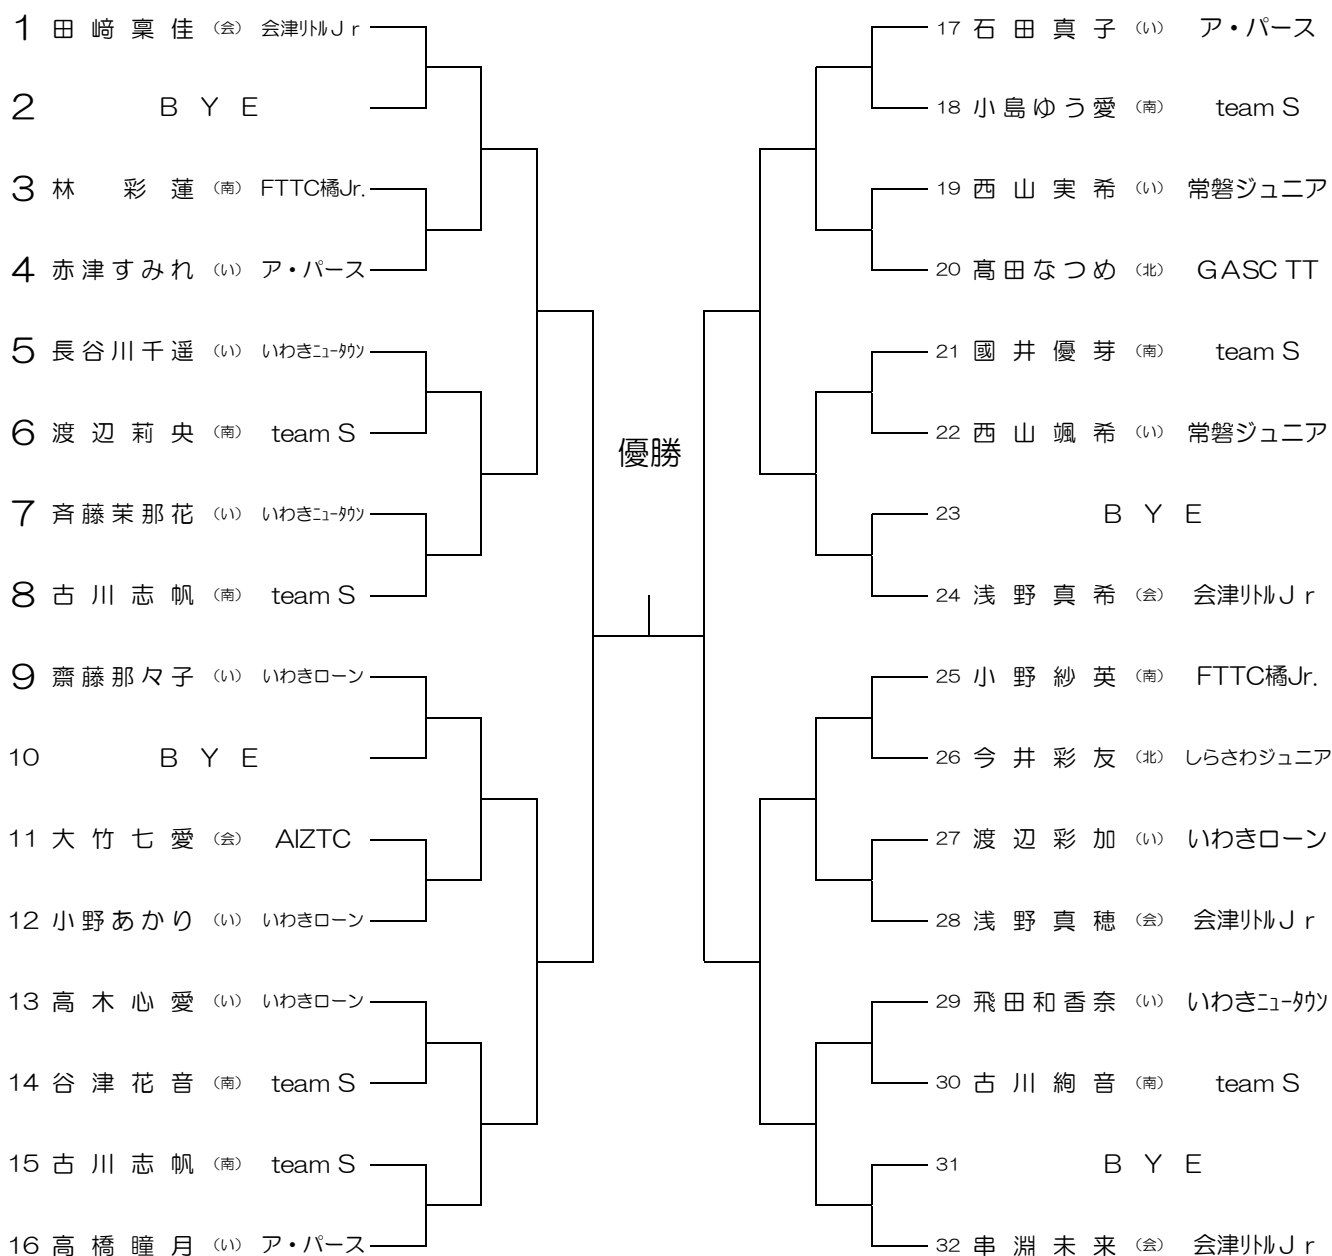 1 田﨑稟佳 (会) 会津ﾘﾄﾙＪｒ
2 ＢＹＥ
3 林 彩蓮 (南) FTTC橘Jr.
4 赤津すみれ (い) ア・パース
5 長谷川千遥 (い) いわきﾆｭｰﾀｳﾝ
6 渡辺莉央 (南) team S
7 斉藤茉那花 (い) いわきﾆｭｰﾀｳﾝ
8 古川志帆 (南) team S
9 齋藤那々子 (い) いわきローン
10 ＢＹＥ
11 大竹七愛 (会) AIZTC
12 小野あかり (い) いわきローン
13 高木心愛 (い) いわきローン
14 谷津花音 (南) team S
15 古川志帆 (南) team S
16 高橋瞳月 (い) ア・パース
優勝
17 石田真子 (い) ア・パース
18 小島ゆう愛 (南) team S
19 西山実希 (い) 常磐ジュニア
20 髙田なつめ (北) GASC TT
21 國井優芽 (南) team S
22 西山颯希 (い) 常磐ジュニア
23 ＢＹＥ
24 浅野真希 (会) 会津ﾘﾄﾙＪｒ
25 小野紗英 (南) FTTC橘Jr.
26 今井彩友 (北) しらさわジュニア
27 渡辺彩加 (い) いわきローン
28 浅野真穂 (会) 会津ﾘﾄﾙＪｒ
29 飛田和香奈 (い) いわきﾆｭｰﾀｳﾝ
30 古川絢音 (南) team S
31 ＢＹＥ
32 串淵未来 (会) 会津ﾘﾄﾙＪｒ